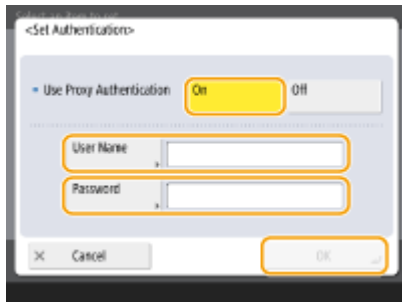 <Set Authentication>
Use Proxy Authentication On Off
User Name
Password
× Cancel OK